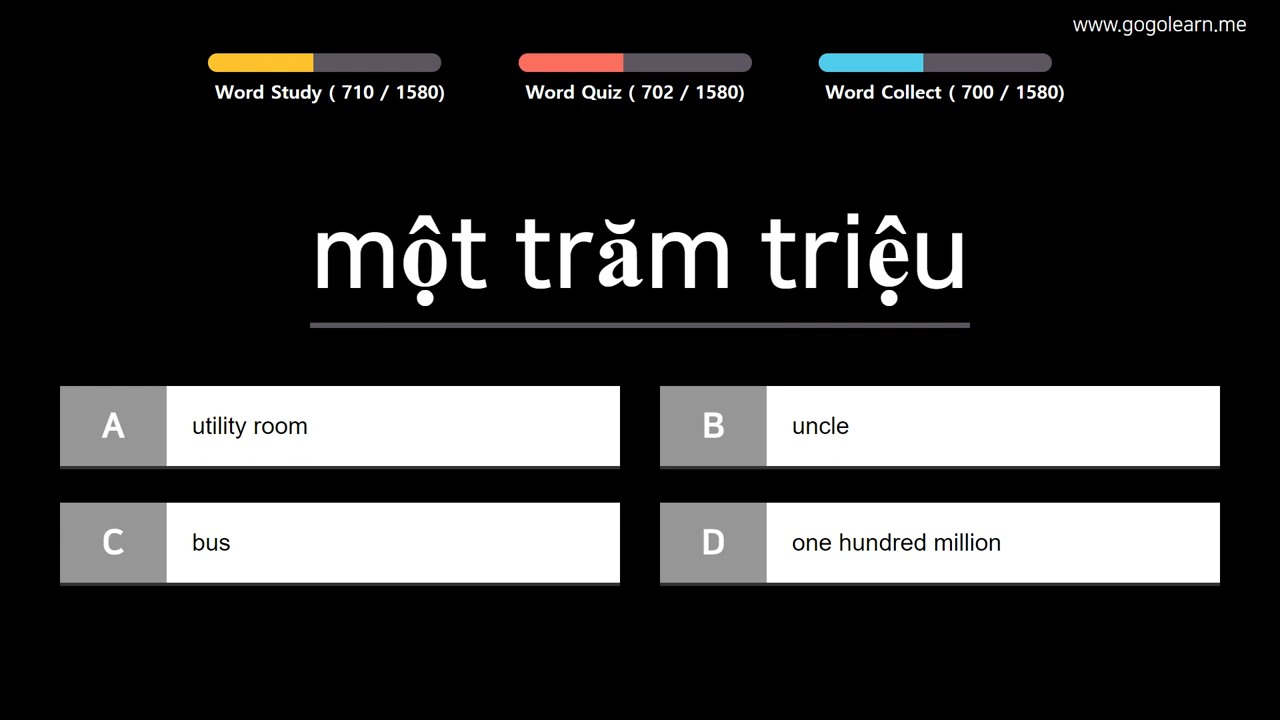 www.gogolearn.me
Word Study ( 710 / 1580)
Word Quiz ( 702 / 1580)
Word Collect ( 700 / 1580)
một trăm triệu
A utility room
B uncle
C bus
D one hundred million